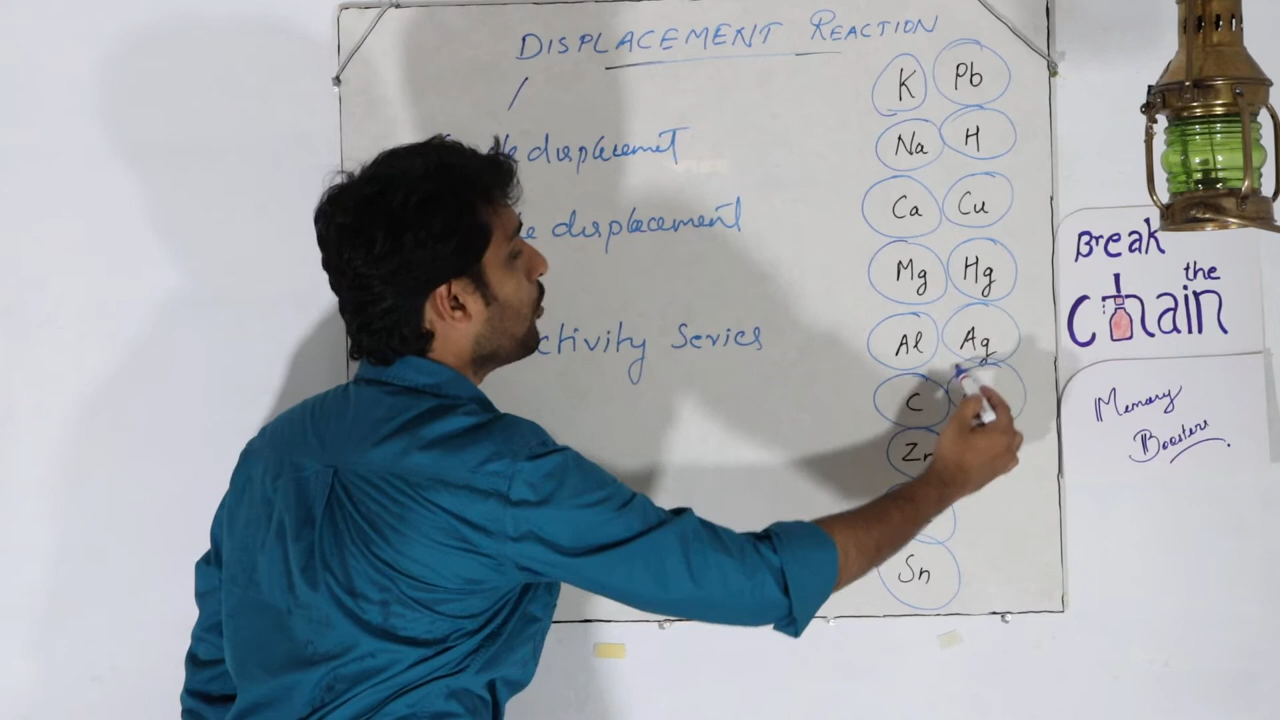 DISPLACEMENT REACTION
displacemet
displacement
ctivity Series
K Pb
Na H
Ca Cu
Mg Hg
Al Ag
C
Zn
Sn
Break
the
Chain
Memory
Boosters